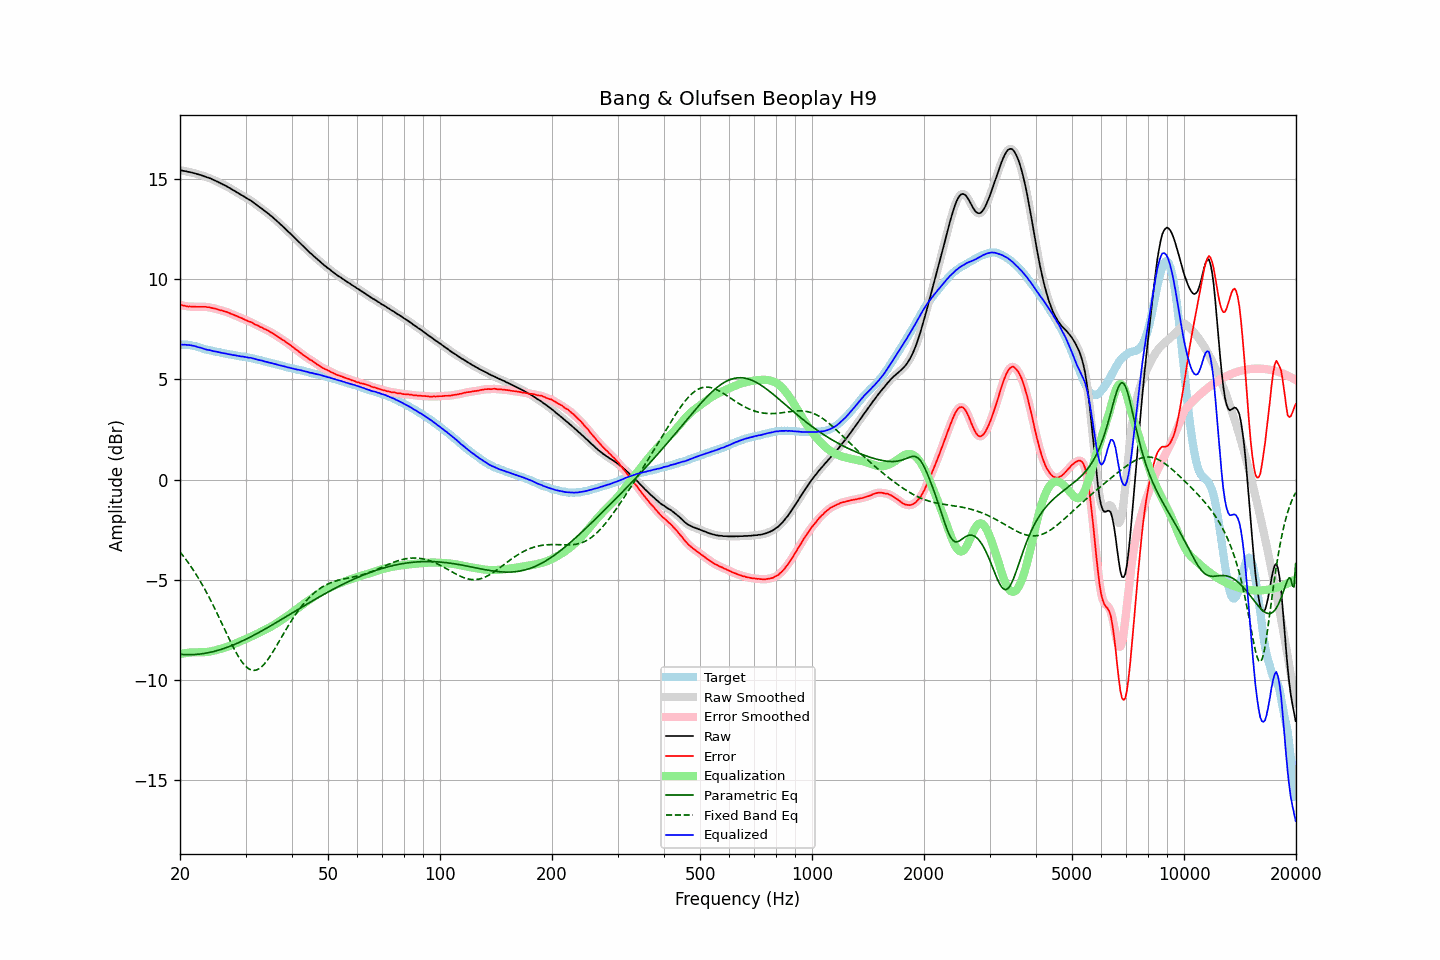 Bang & Olufsen Beoplay H9
Amplitude (dBr)
15
10
5
0
−5
−10
−15
Target
Raw Smoothed
Error Smoothed
Raw
Error
Equalization
Parametric Eq
Fixed Band Eq
Equalized
20 50 100 200 500 1000 2000 5000 10000 20000
Frequency (Hz)